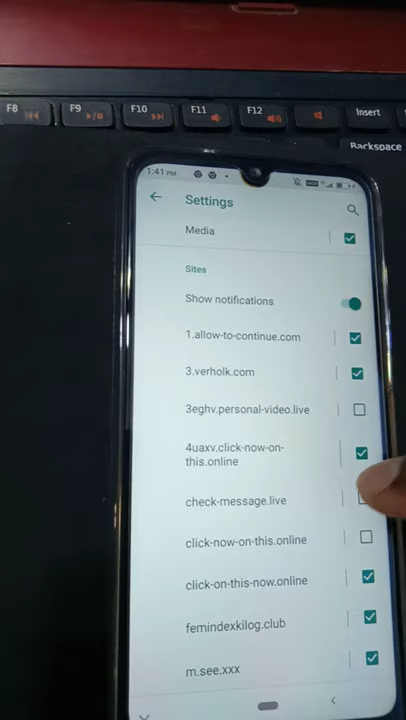 F8
F9
F10
F11
F12
Insert
Backspace
1:41 PM
Settings
Media
Sites
Show notifications
1.allow-to-continue.com
3.verholk.com
3eghv.personal-video.live
4uaxv.click-now-on-
this.online
check-message.live
click-now-on-this.online
click-on-this-now.online
femindexkilog.club
m.see.xxx